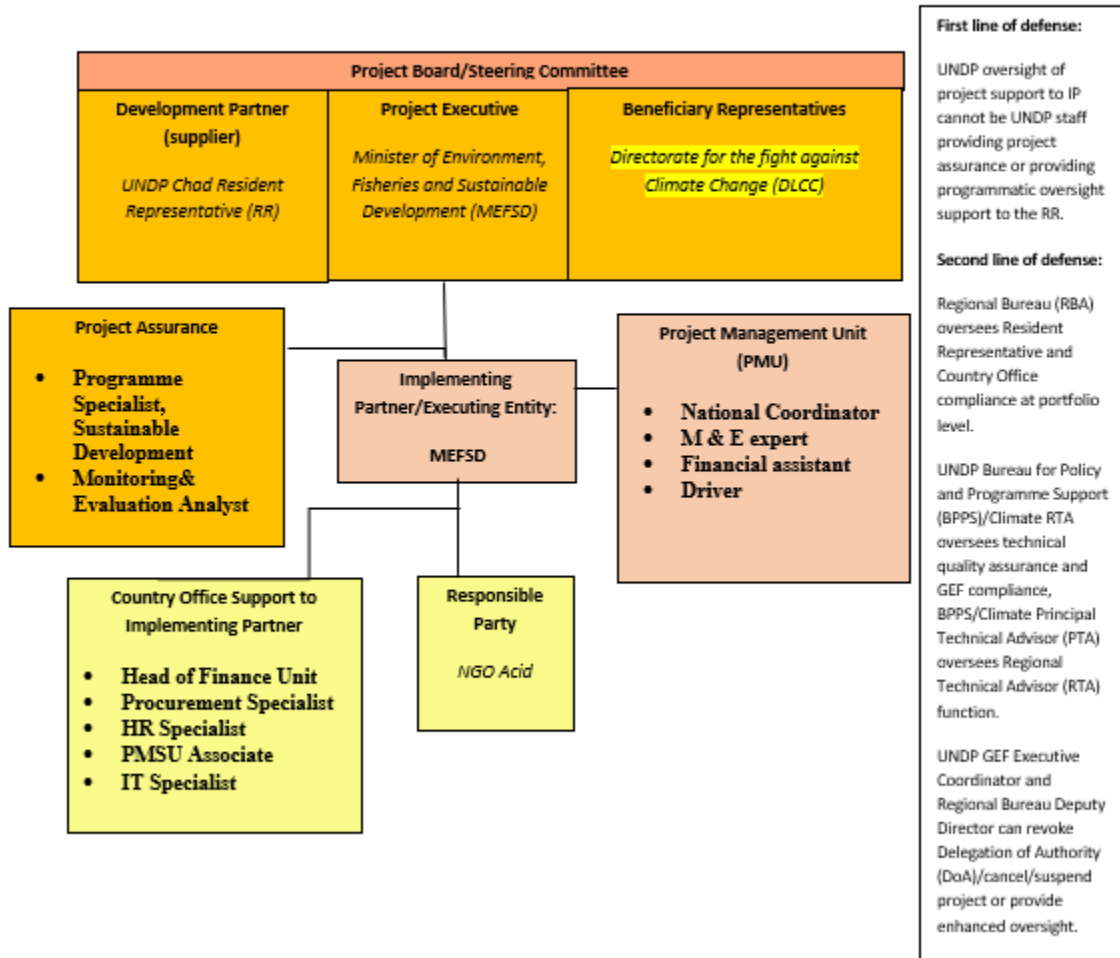 Project Board/Steering Committee
Development Partner
(supplier)
UNDP Chad Resident
Representative (RR)
Project Executive
Minister of Environment,
Fisheries and Sustainable
Development (MEFSD)
Beneficiary Representatives
Directorate for the fight against
Climate Change (DLCC)
Project Assurance
• Programme
Specialist,
Sustainable
Development
• Monitoring&
Evaluation Analyst
Implementing
Partner/Executing Entity:
MEFSD
Project Management Unit
(PMU)
• National Coordinator
• M & E expert
• Financial assistant
• Driver
Country Office Support to
Implementing Partner
• Head of Finance Unit
• Procurement Specialist
• HR Specialist
• PMSU Associate
• IT Specialist
Responsible
Party
NGO Acid
First line of defense:
UNDP oversight of
project support to IP
cannot be UNDP staff
providing project
assurance or providing
programmatic oversight
support to the RR.
Second line of defense:
Regional Bureau (RBA)
oversees Resident
Representative and
Country Office
compliance at portfolio
level.
UNDP Bureau for Policy
and Programme Support
(BPPS)/Climate RTA
oversees technical
quality assurance and
GEF compliance,
BPPS/Climate Principal
Technical Advisor (PTA)
oversees Regional
Technical Advisor (RTA)
function.
UNDP GEF Executive
Coordinator and
Regional Bureau Deputy
Director can revoke
Delegation of Authority
(DoA)/cancel/suspend
project or provide
enhanced oversight.